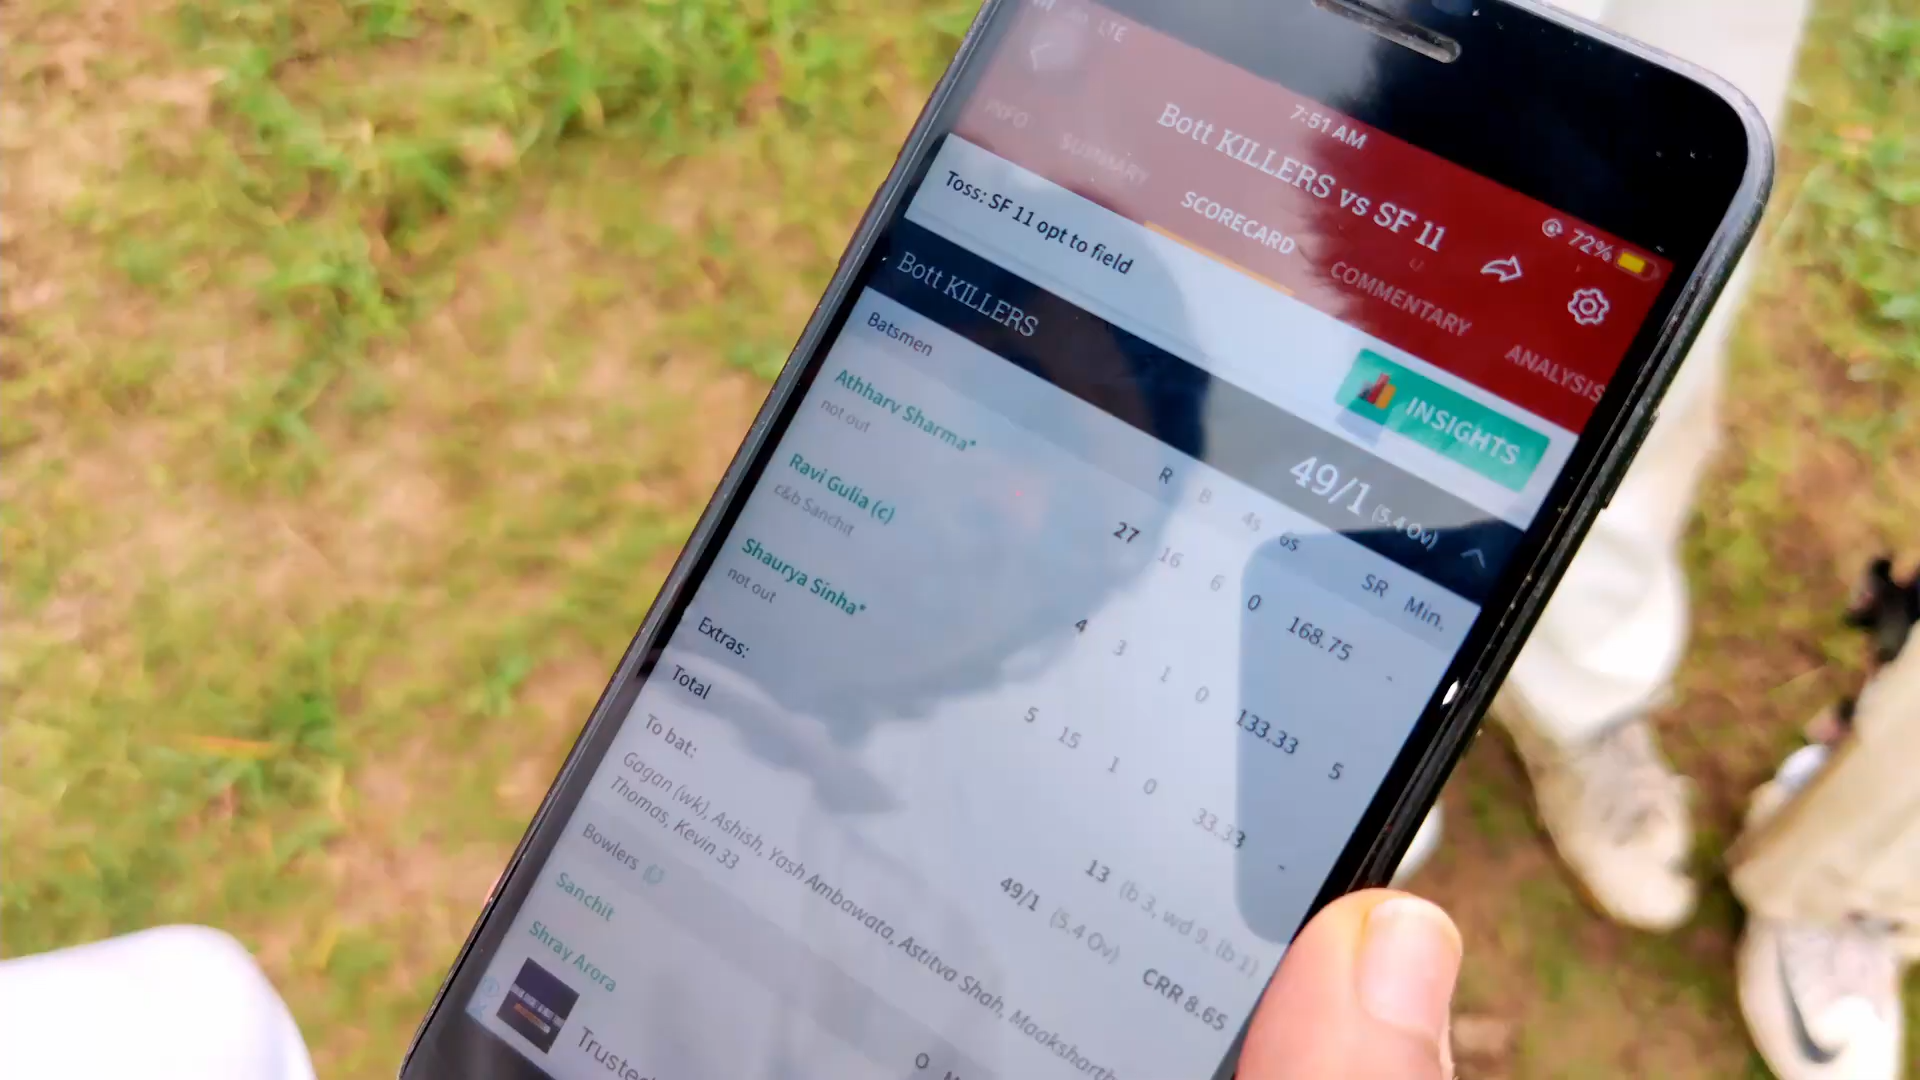 LTE
7:51 AM
72%
Bott KILLERS vs SF 11
INFO
SUMMARY
SCORECARD
COMMENTARY
ANALYSIS
Toss: SF 11 opt to field
INSIGHTS
Bott KILLERS
49/1 (5.4 Ov)
Batsmen R B 4s 6s SR Min.
Athharv Sharma* 27 16 6 0 168.75 -
not out
Ravi Gulia (c) 4 3 1 0 133.33 5
c&b Sanchit
Shaurya Sinha* 5 15 1 0 33.33 -
not out
Extras: 13 (b 3, wd 9, lb 1)
Total 49/1 (5.4 Ov) CRR 8.65
To bat:
Gagan (wk), Ashish, Yash Ambawata, Astitva Shah, Maaksharth
Thomas, Kevin 33
Bowlers O
Sanchit
Shray Arora